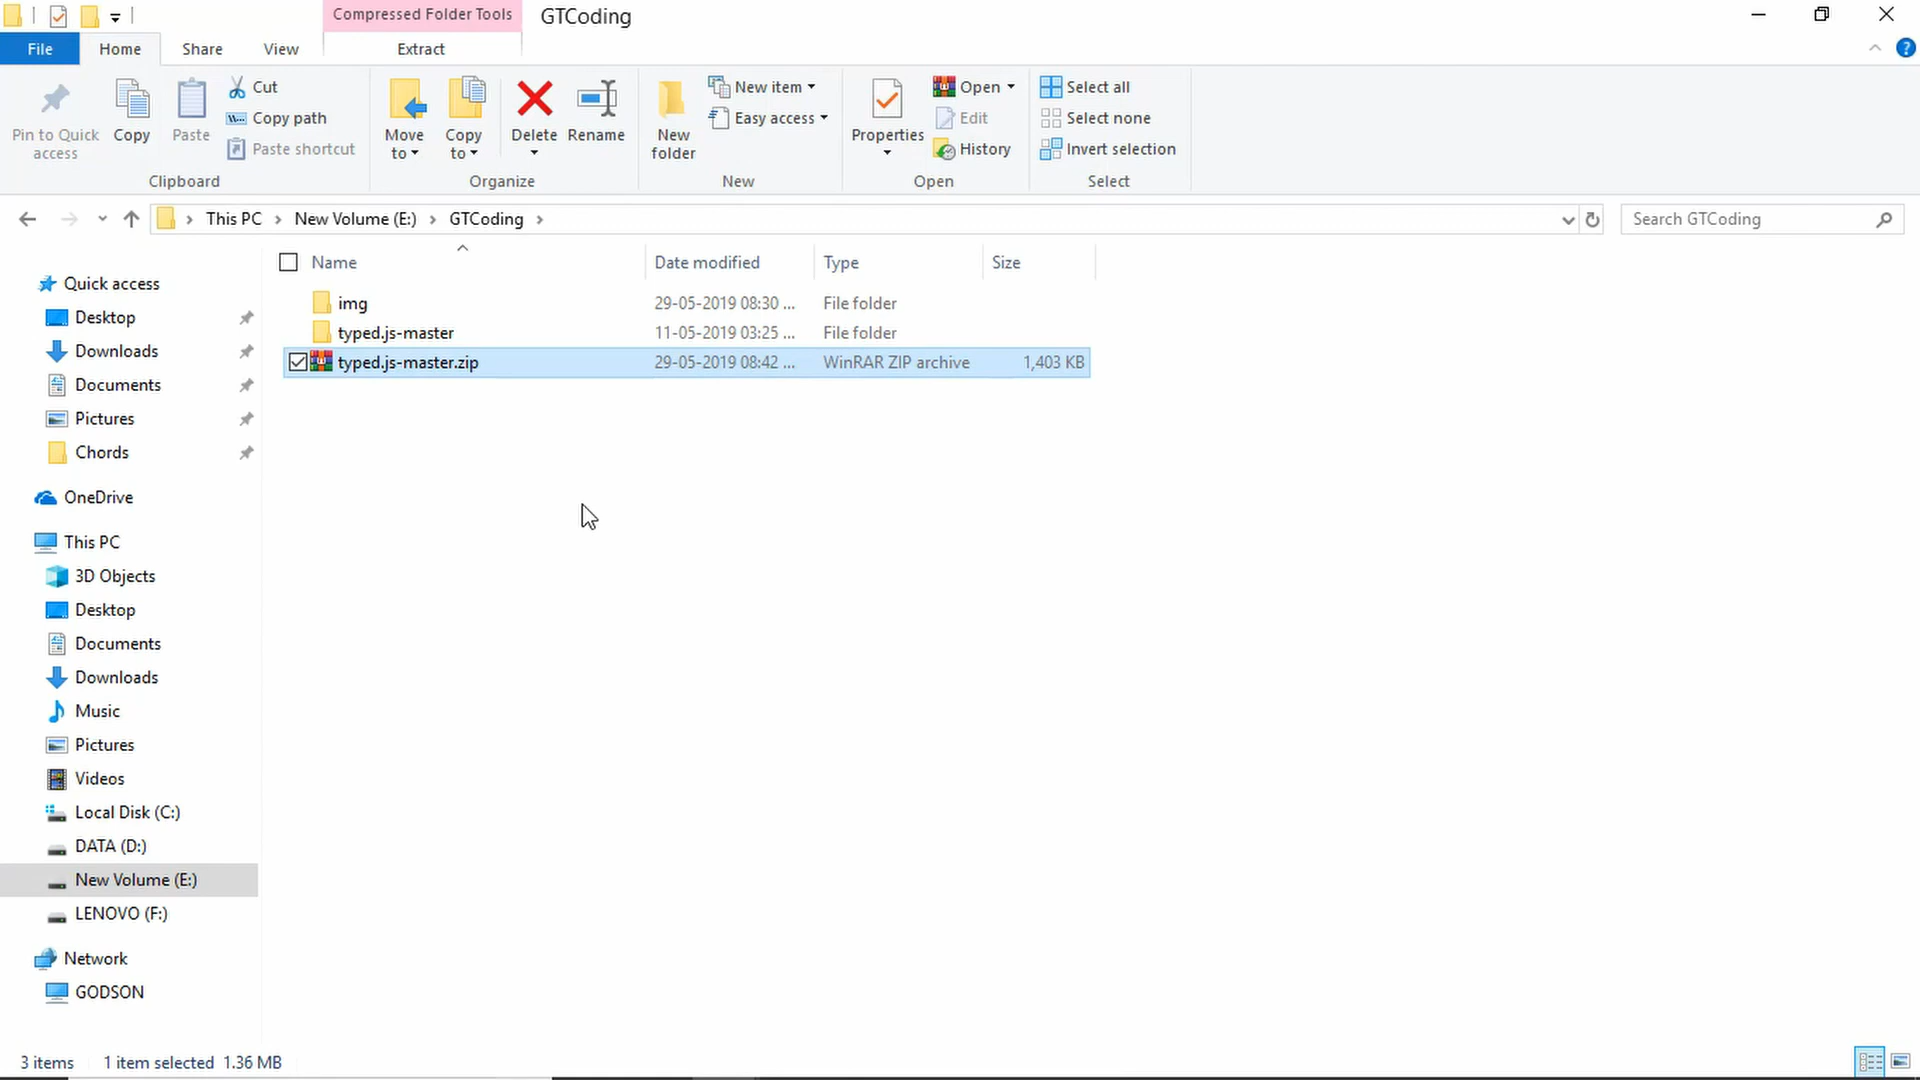 Compressed Folder Tools GTCoding
File Home Share View Extract
Pin to Quick access
Copy
Paste
Cut
Copy path
Paste shortcut
Clipboard
Move to
Copy to
Delete
Rename
Organize
New folder
New item
Easy access
New
Properties
Open
Edit
History
Open
Select all
Select none
Invert selection
Select
This PC New Volume (E:) GTCoding
Search GTCoding
Name Date modified Type Size
img 29-05-2019 08:30 ... File folder
typed.js-master 11-05-2019 03:25 ... File folder
typed.js-master.zip 29-05-2019 08:42 ... WinRAR ZIP archive 1,403 KB
Quick access
Desktop
Downloads
Documents
Pictures
Chords
OneDrive
This PC
3D Objects
Desktop
Documents
Downloads
Music
Pictures
Videos
Local Disk (C:)
DATA (D:)
New Volume (E:)
LENOVO (F:)
Network
GODSON
3 items 1 item selected 1.36 MB